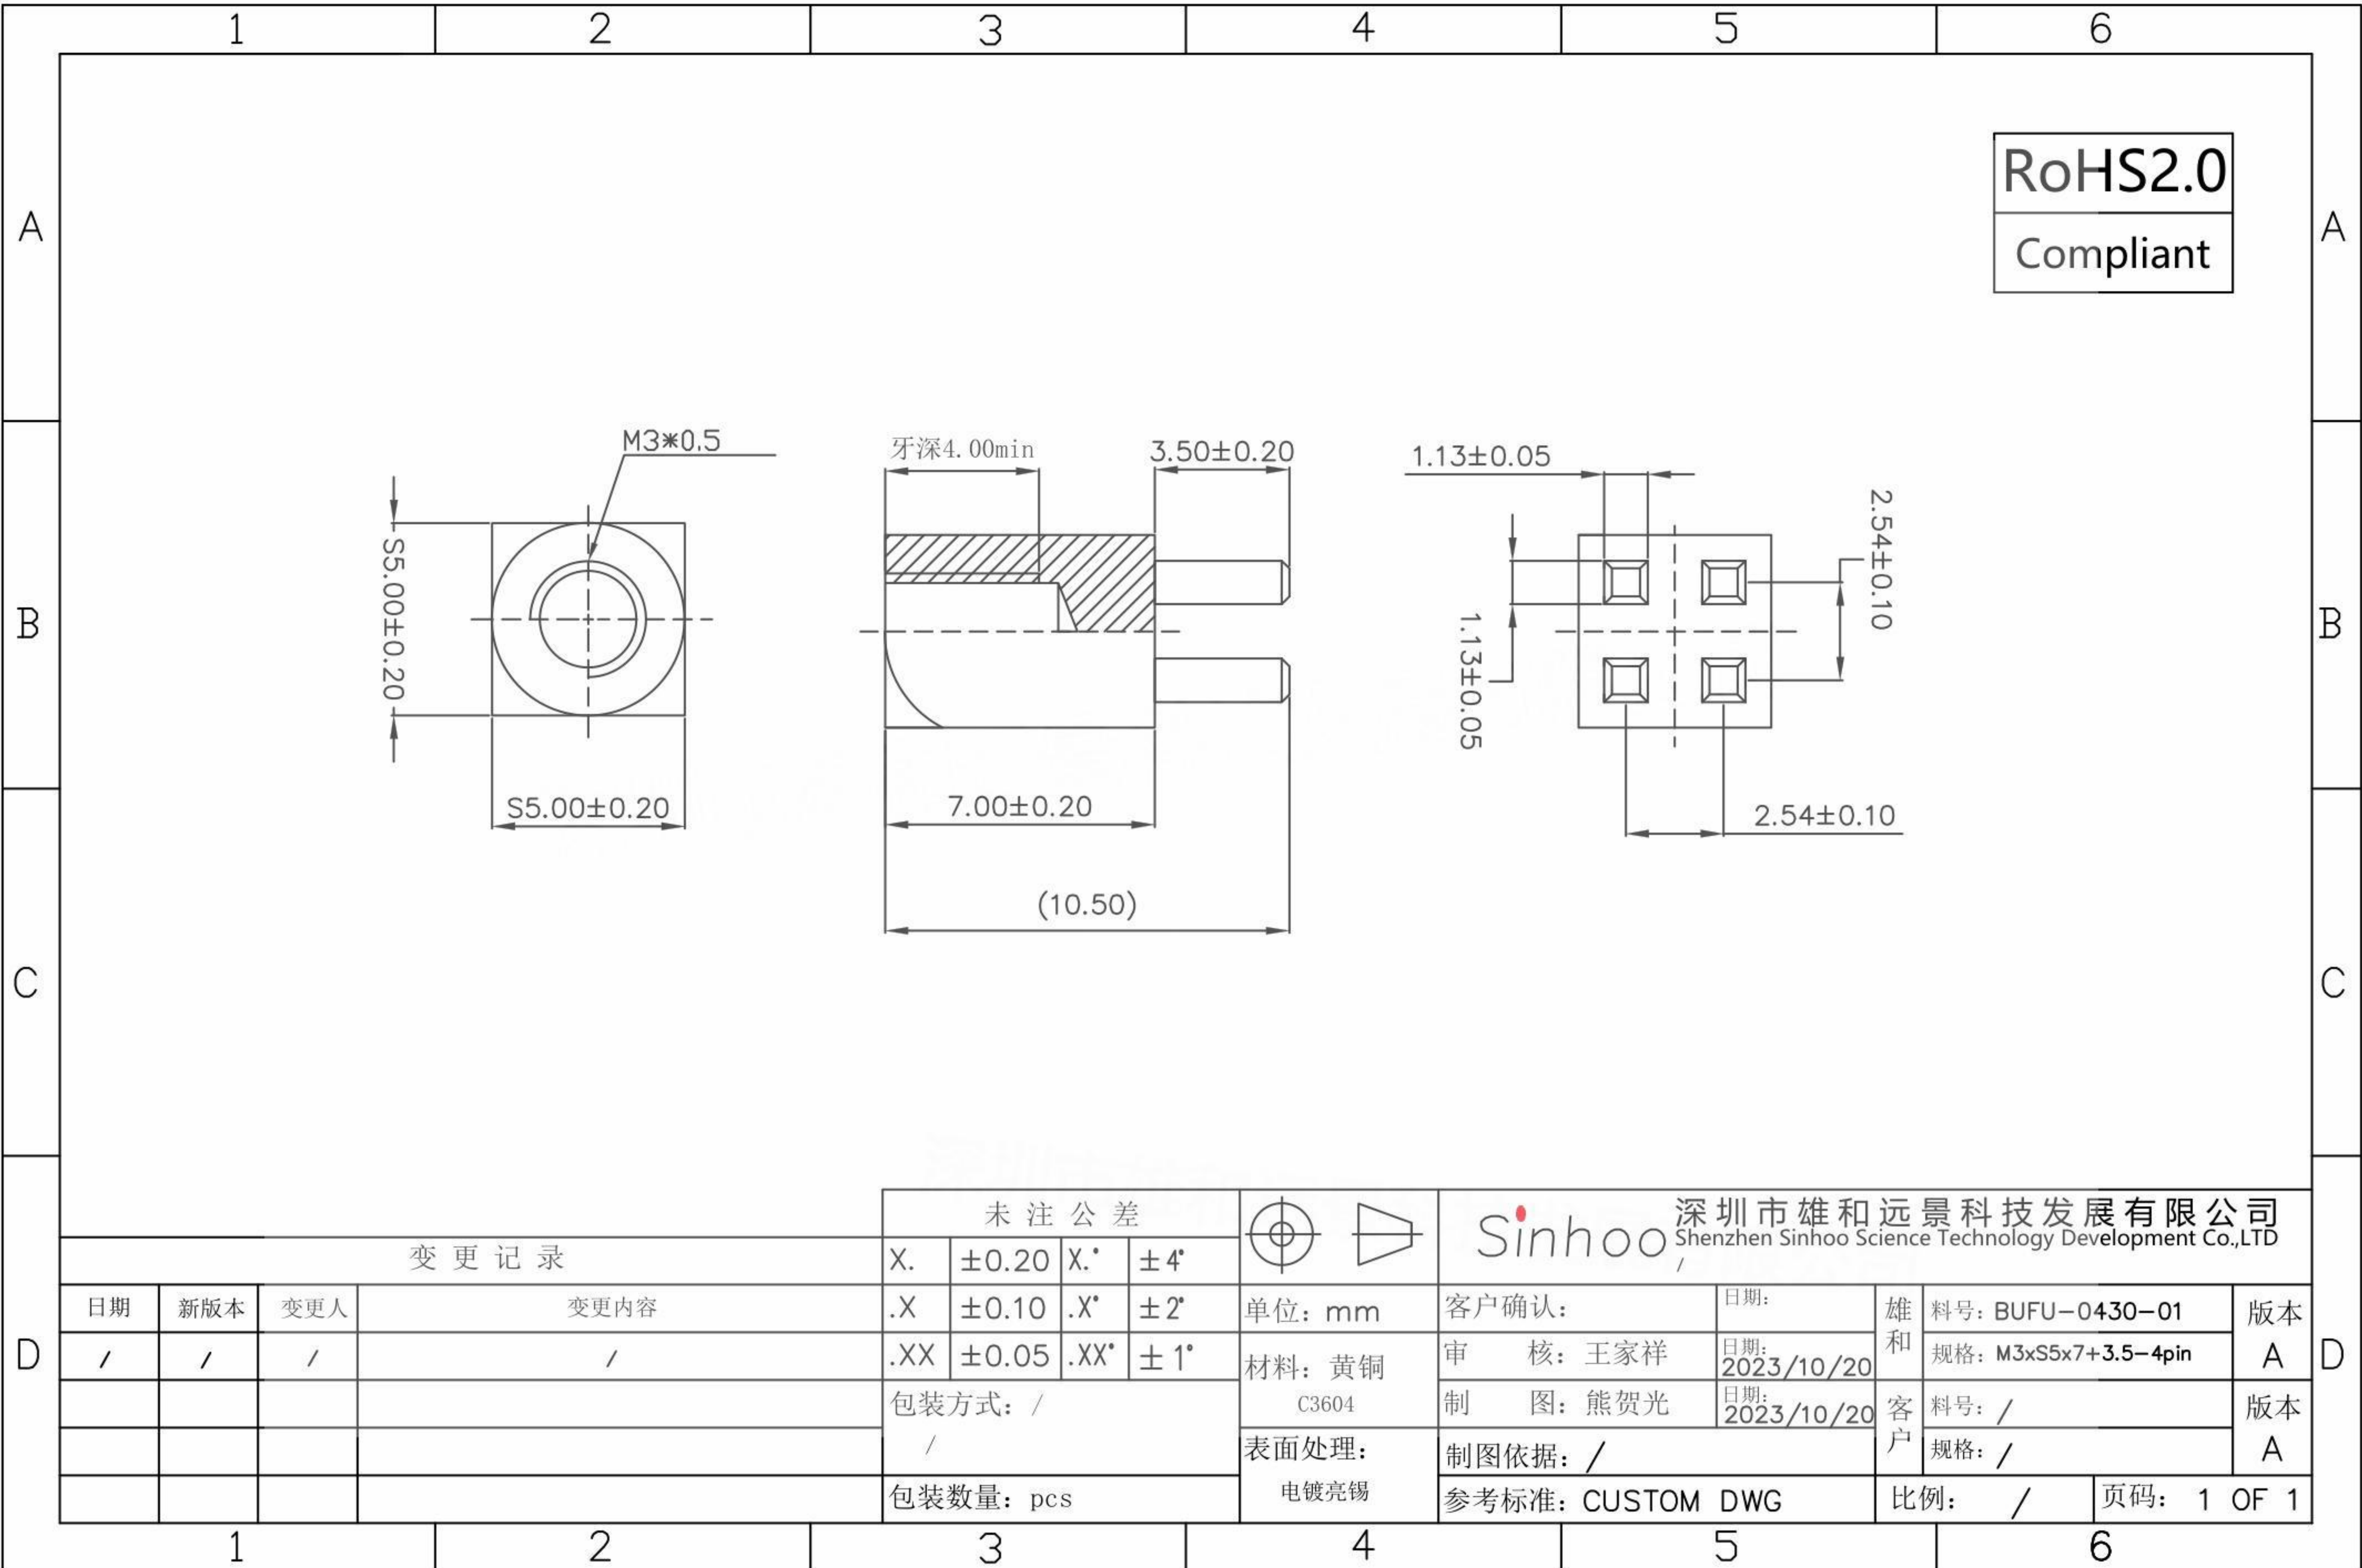 1 2 3 4 5 6
A A
B B
C C
D D
RoHS2.0
Compliant
M3*0.5
S5.00±0.20
S5.00±0.20
牙深4.00min
3.50±0.20
7.00±0.20
(10.50)
1.13±0.05
1.13±0.05
2.54±0.10
2.54±0.10
变更记录
日期 新版本 变更人 变更内容
/ / / /
未注公差
X. ±0.20 X.° ±4°
.X ±0.10 .X° ±2°
.XX ±0.05 .XX° ±1°
包装方式: /
/
包装数量: pcs
单位: mm
材料: 黄铜
C3604
表面处理:
电镀亮锡
Sinhoo
深圳市雄和远景科技发展有限公司
Shenzhen Sinhoo Science Technology Development Co.,LTD
/
客户确认: 日期:
审 核: 王家祥 日期: 2023/10/20
制 图: 熊贺光 日期: 2023/10/20
制图依据: /
参考标准: CUSTOM DWG
雄和 料号: BUFU-0430-01 版本
规格: M3xS5x7+3.5-4pin A
客户 料号: / 版本
规格: / A
比例: / 页码: 1 OF 1
1 2 3 4 5 6